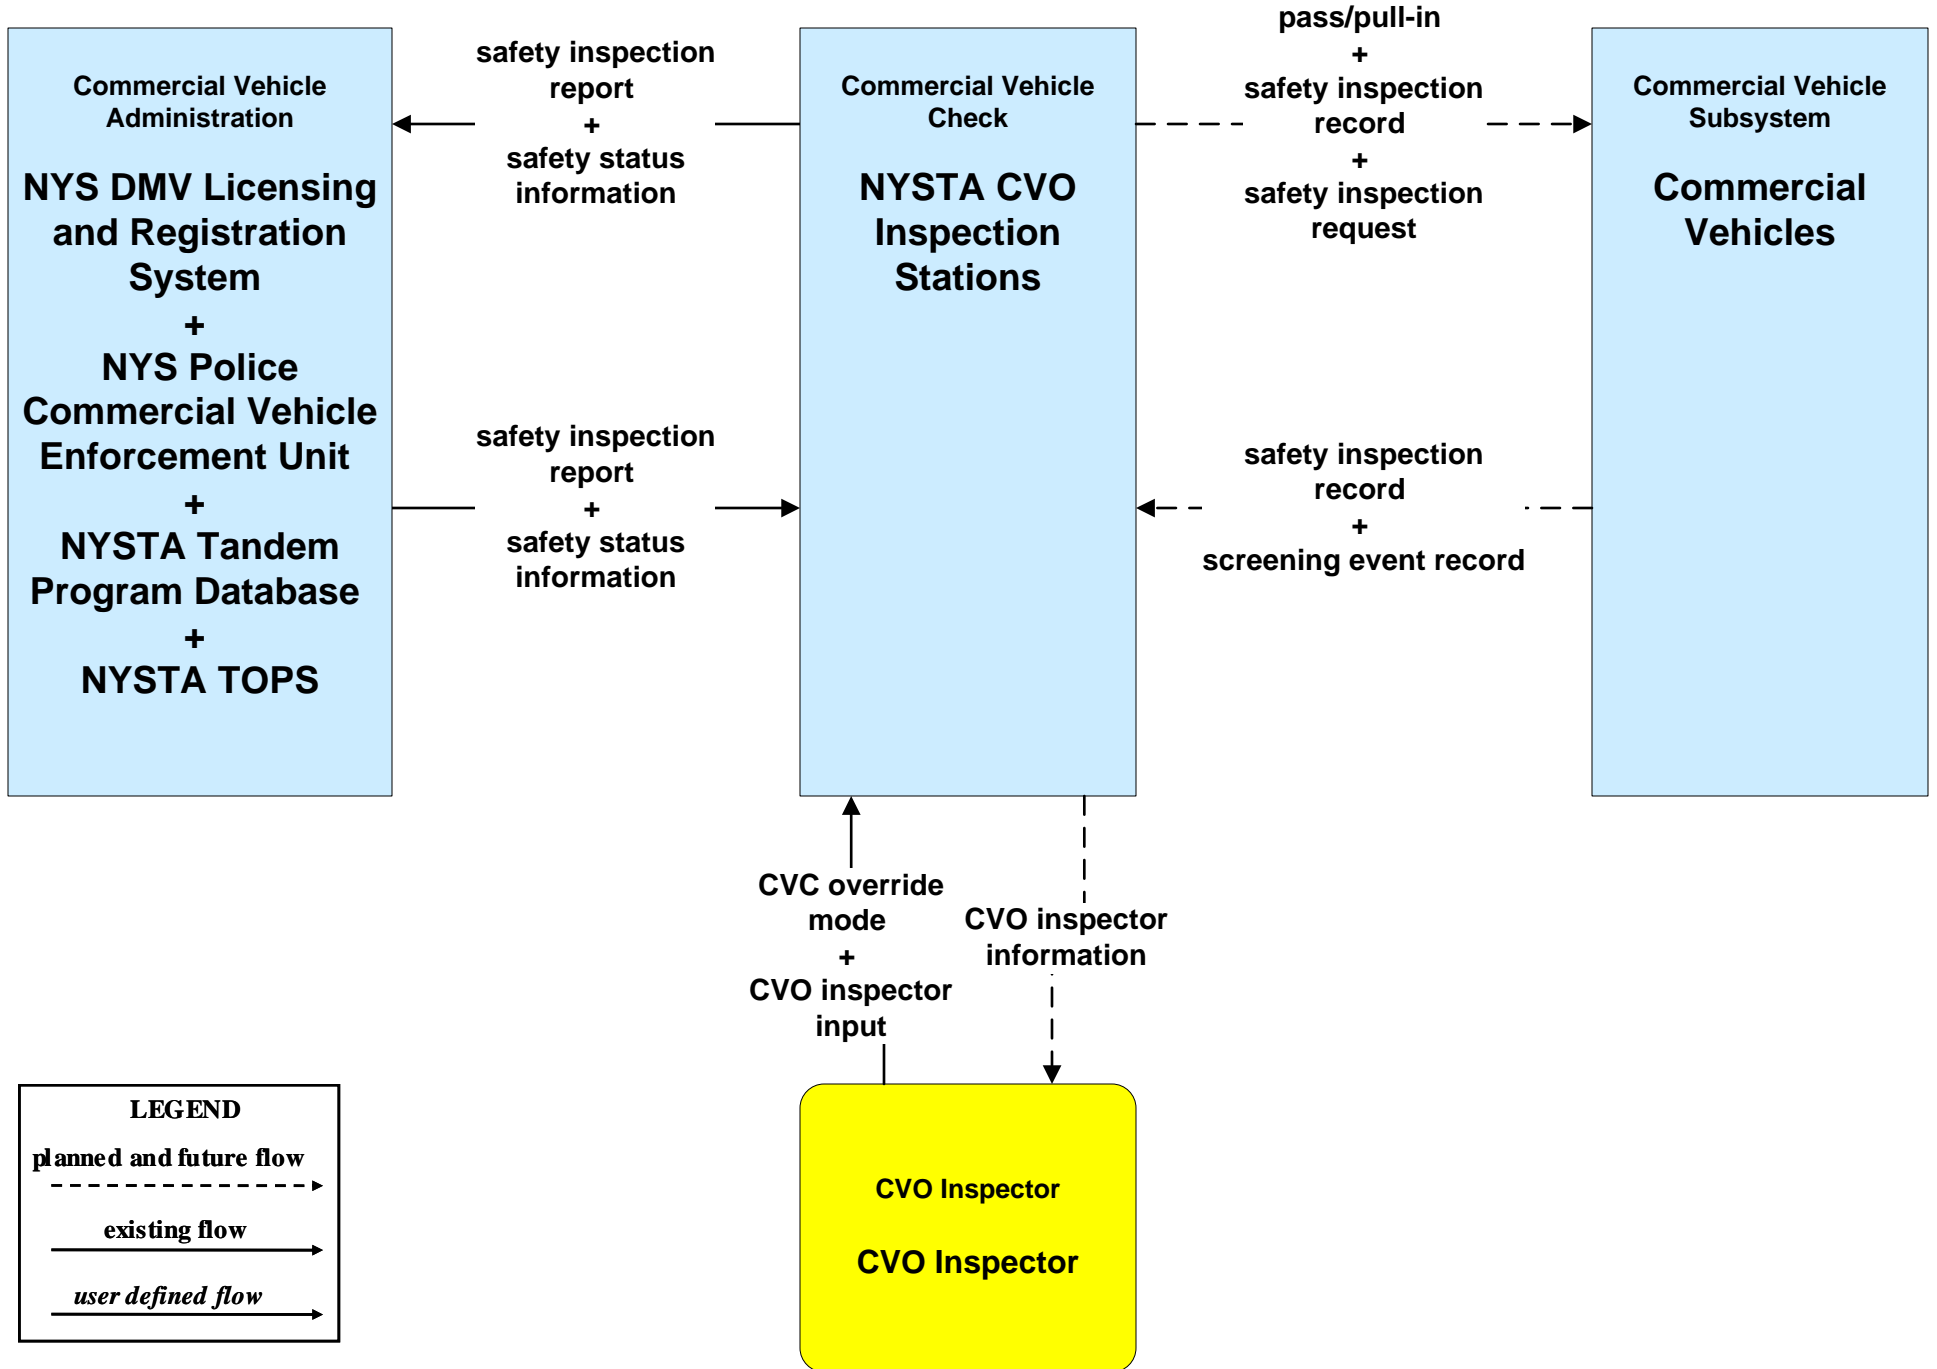 Commercial Vehicle
Administration
NYS DMV Licensing
and Registration
System
+
NYS Police
Commercial Vehicle
Enforcement Unit
+
NYSTA Tandem
Program Database
+
NYSTA TOPS
safety inspection
report
+
safety status
information
safety inspection
report
+
safety status
information
Commercial Vehicle
Check
NYSTA CVO
Inspection
Stations
pass/pull-in
+
safety inspection
record
+
safety inspection
request
safety inspection
record
+
screening event record
Commercial Vehicle
Subsystem
Commercial
Vehicles
CVC override
mode
+
CVO inspector
input
CVO inspector
information
CVO Inspector
CVO Inspector
LEGEND
planned and future flow
existing flow
user defined flow